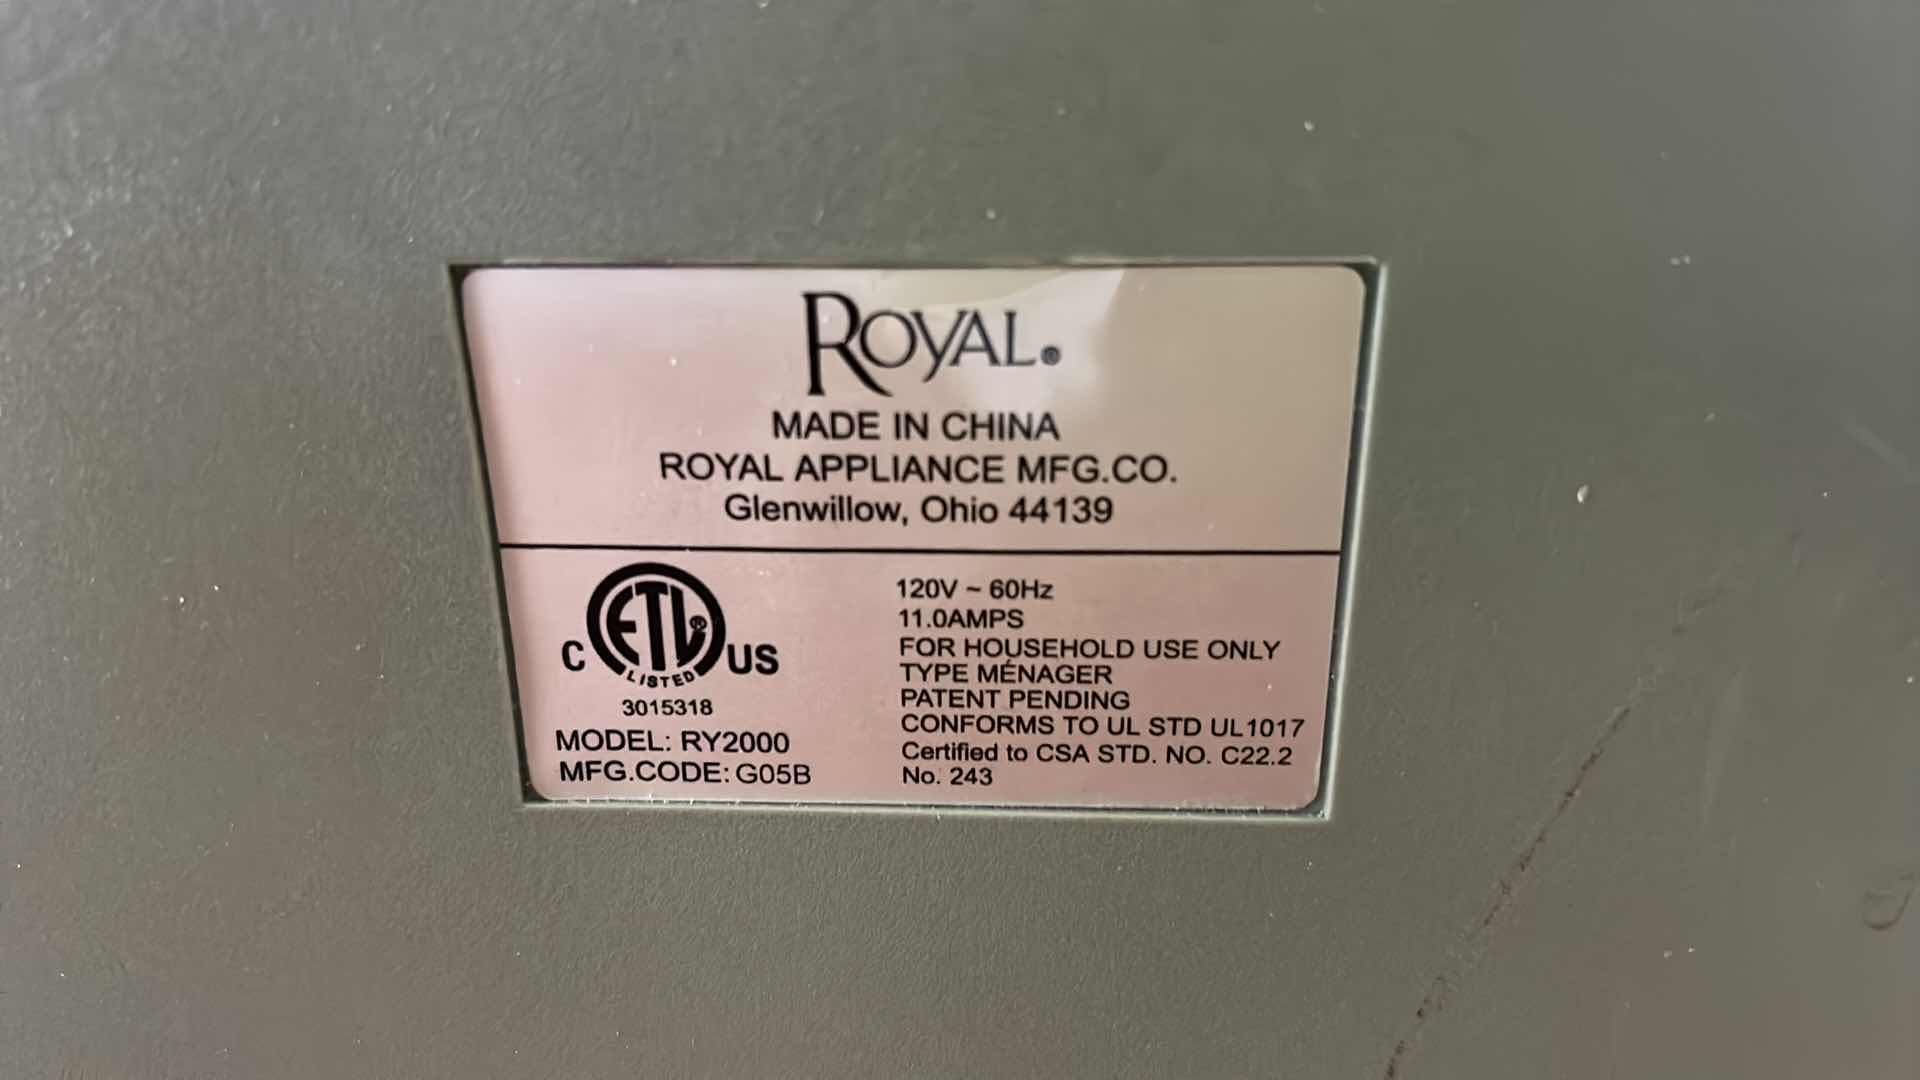 ROYAL®
MADE IN CHINA
ROYAL APPLIANCE MFG.CO.
Glenwillow, Ohio 44139
C ETL® US
LISTED
3015318
MODEL: RY2000
MFG.CODE: G05B
120V ~ 60Hz
11.0AMPS
FOR HOUSEHOLD USE ONLY
TYPE MÉNAGER
PATENT PENDING
CONFORMS TO UL STD UL1017
Certified to CSA STD. NO. C22.2
No. 243